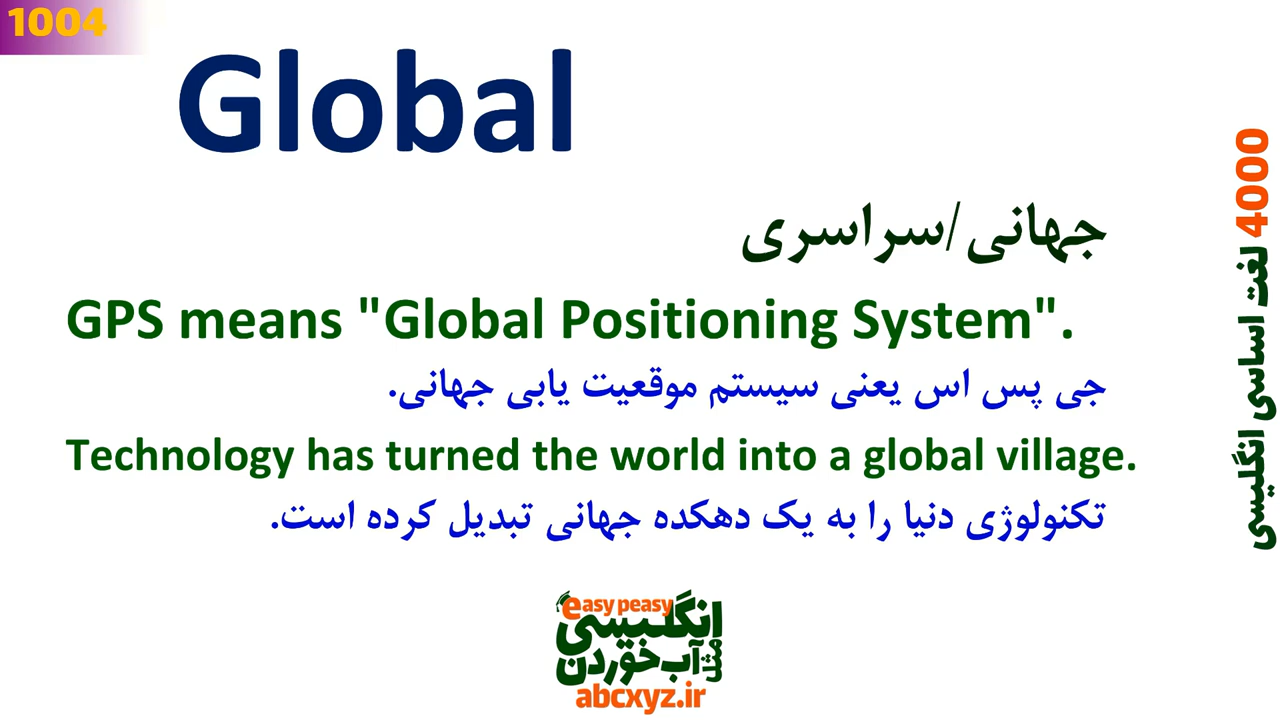 1004
Global
جهانی/سراسری
GPS means "Global Positioning System".
جی پس اس یعنی سیستم موقعیت یابی جهانی.
Technology has turned the world into a global village.
تکنولوژی دنیا را به یک دهکده جهانی تبدیل کرده است.
4000 لغت اساسی انگلیسی
easy peasy
انگلیسی
مثل آب خوردن
abcxyz.ir